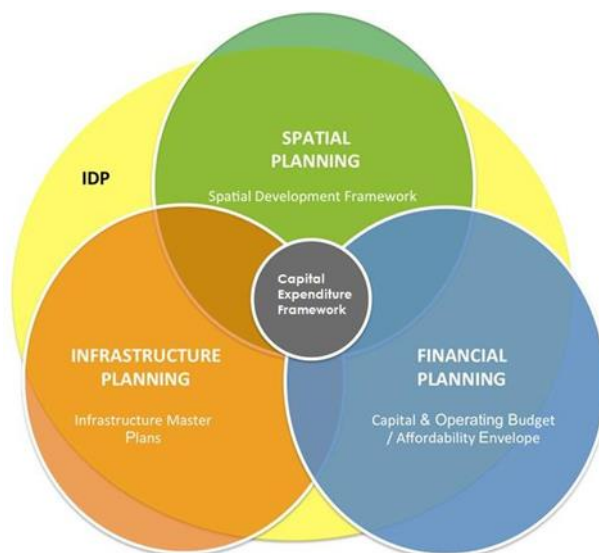 SPATIAL
PLANNING
IDP
Spatial Development Framework
Capital
Expenditure
Framework
INFRASTRUCTURE
PLANNING
Infrastructure Master
Plans
FINANCIAL
PLANNING
Capital & Operating Budget
/ Affordability Envelope